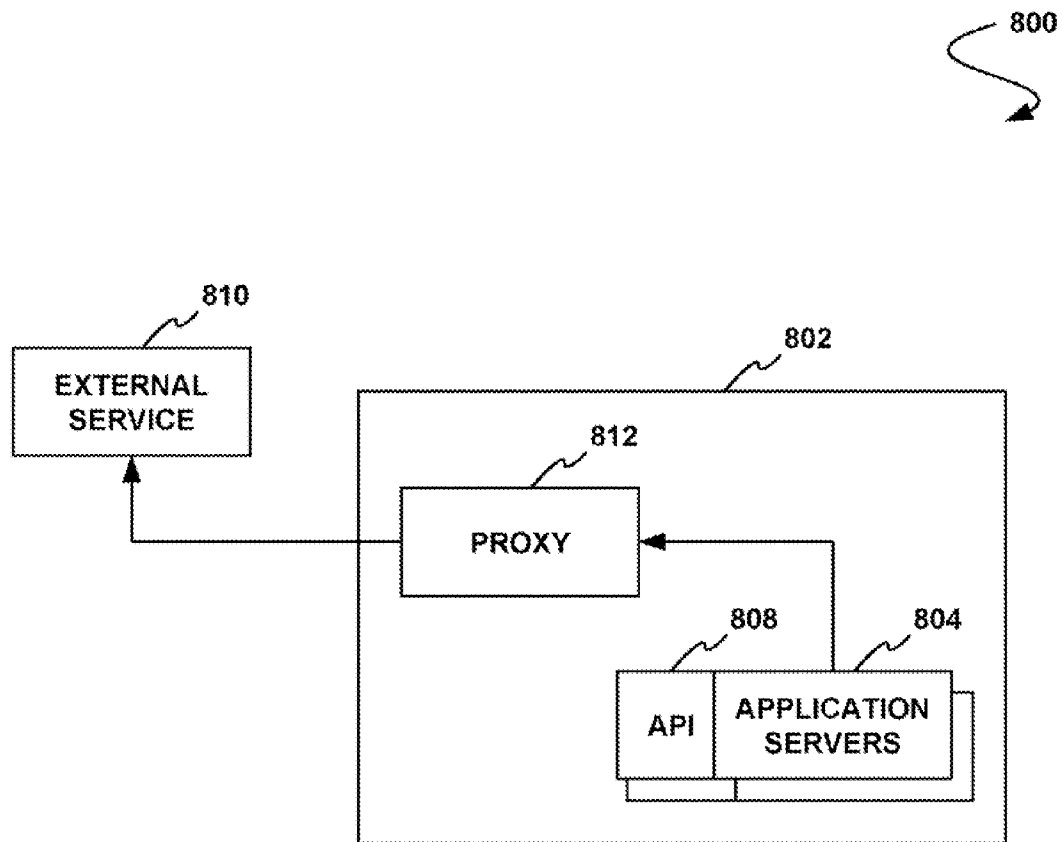 800
810
EXTERNAL
SERVICE
802
812
PROXY
808
804
API
APPLICATION
SERVERS